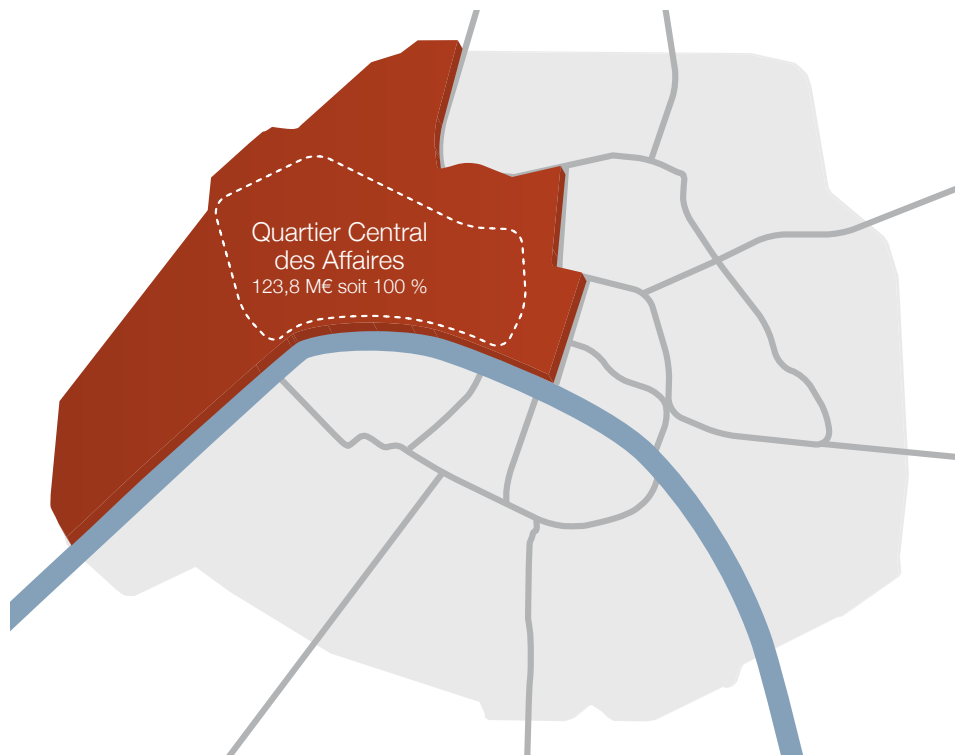 Quartier Central
des Affaires
123,8 M€ soit 100 %